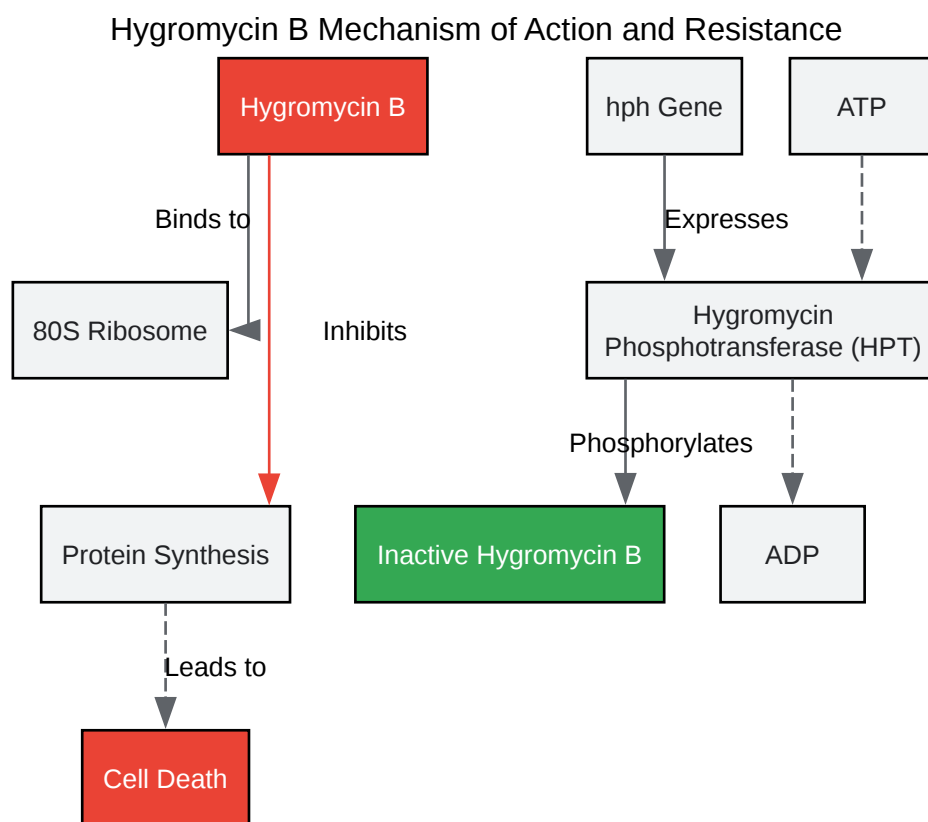 Hygromycin B Mechanism of Action and Resistance
Hygromycin B
hph Gene
ATP
Binds to
Expresses
80S Ribosome
Inhibits
Hygromycin
Phosphotransferase (HPT)
Phosphorylates
Protein Synthesis
Inactive Hygromycin B
ADP
Leads to
Cell Death